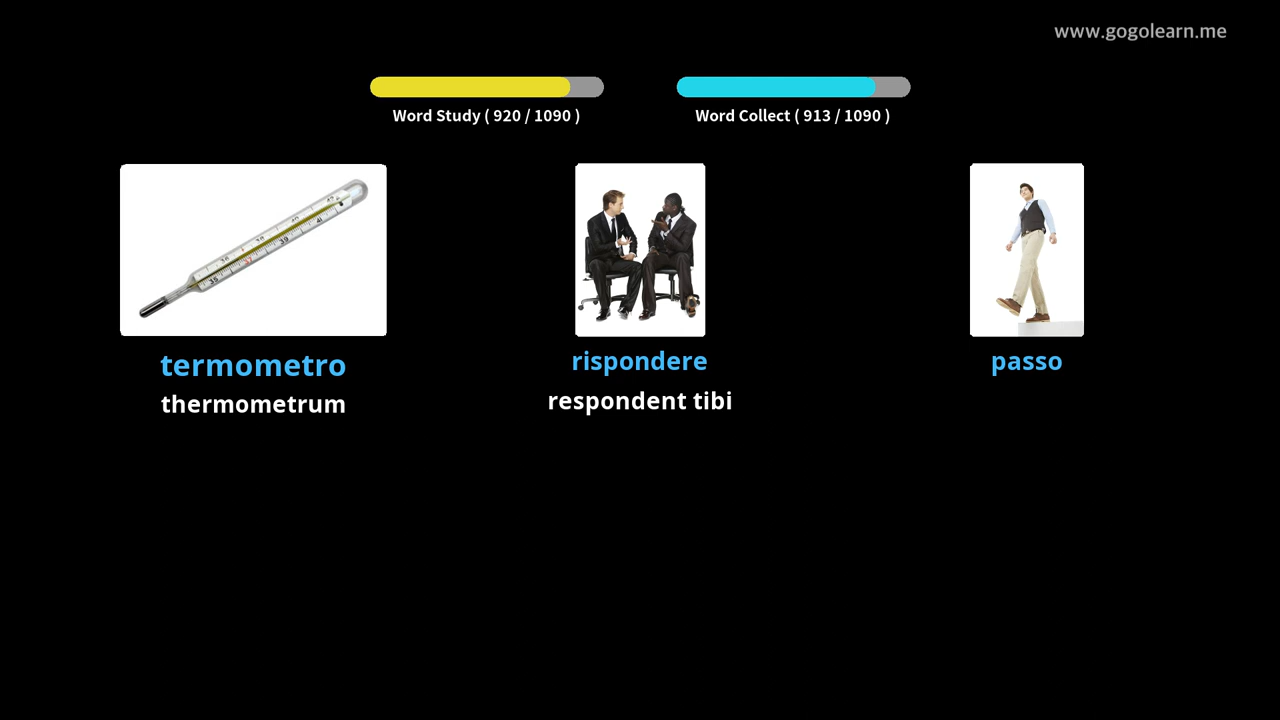 www.gogolearn.me
Word Study ( 920 / 1090 )
Word Collect ( 913 / 1090 )
termometro
thermometrum
rispondere
respondent tibi
passo